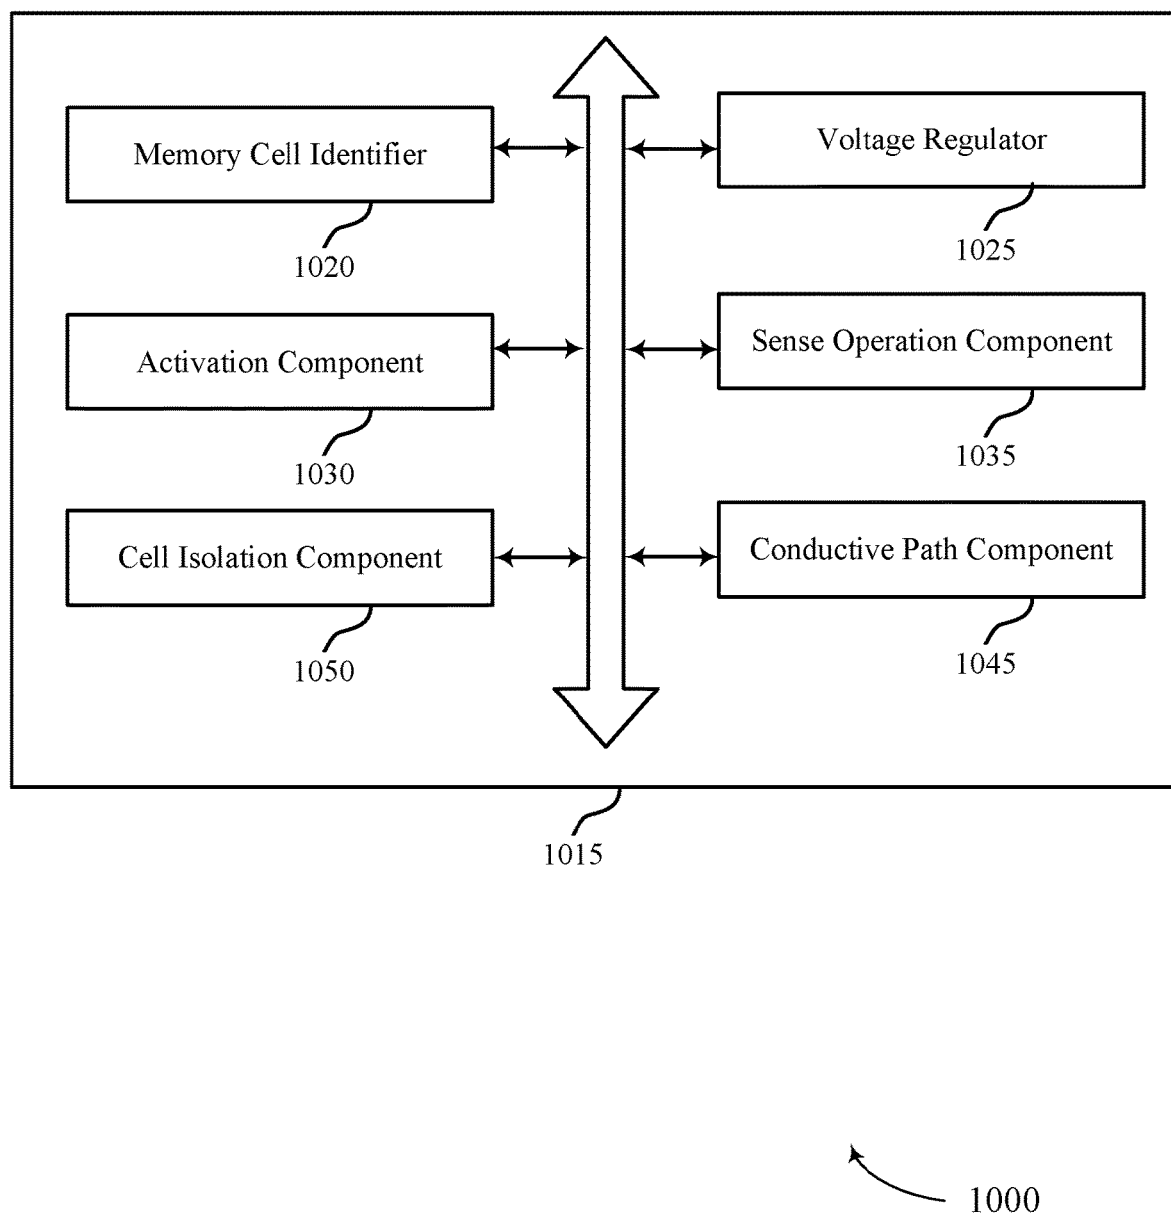 Memory Cell Identifier
1020
Voltage Regulator
1025
Activation Component
1030
Sense Operation Component
1035
Cell Isolation Component
1050
Conductive Path Component
1045
1015
1000